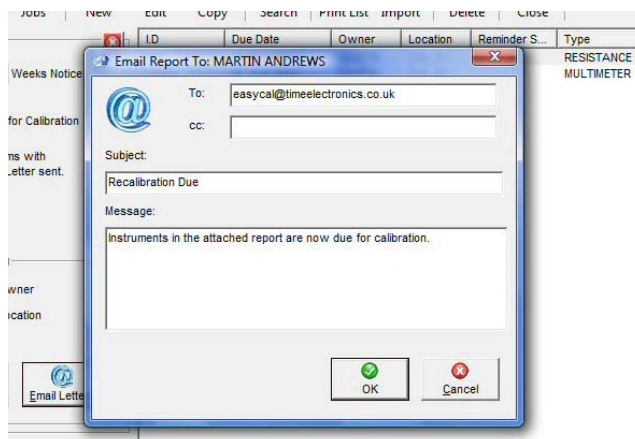 Jobs New Edit Copy Search Print List Import Delete Close
I.D Due Date Owner Location Reminder S... Type
Email Report To: MARTIN ANDREWS
RESISTANCE
MULTIMETER
Weeks Notice
for Calibration
ms with
Letter sent.
wner
ocation
Email Lette
To: easycal@timeelectronics.co.uk
cc:
Subject:
Recalibration Due
Message:
Instruments in the attached report are now due for calibration.
OK Cancel